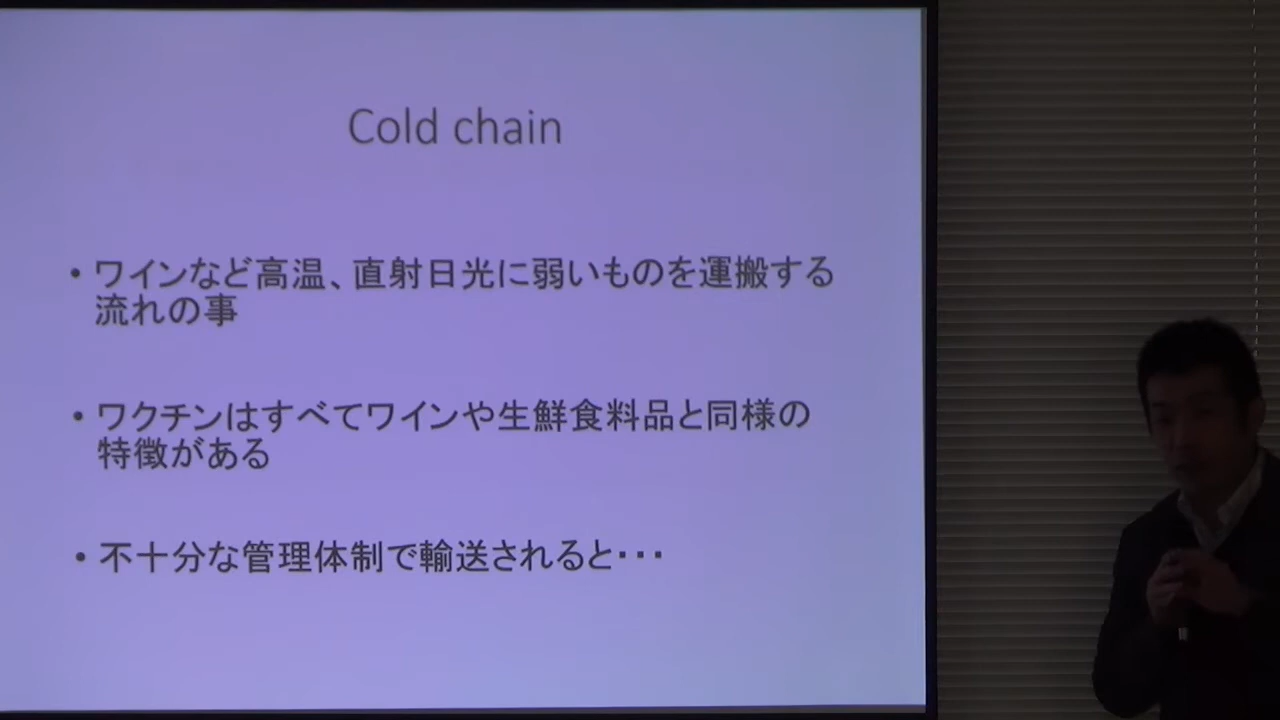 Cold chain
• ワインなど高温、直射日光に弱いものを運搬する
流れの事
• ワクチンはすべてワインや生鮮食料品と同様の
特徴がある
• 不十分な管理体制で輸送されると・・・